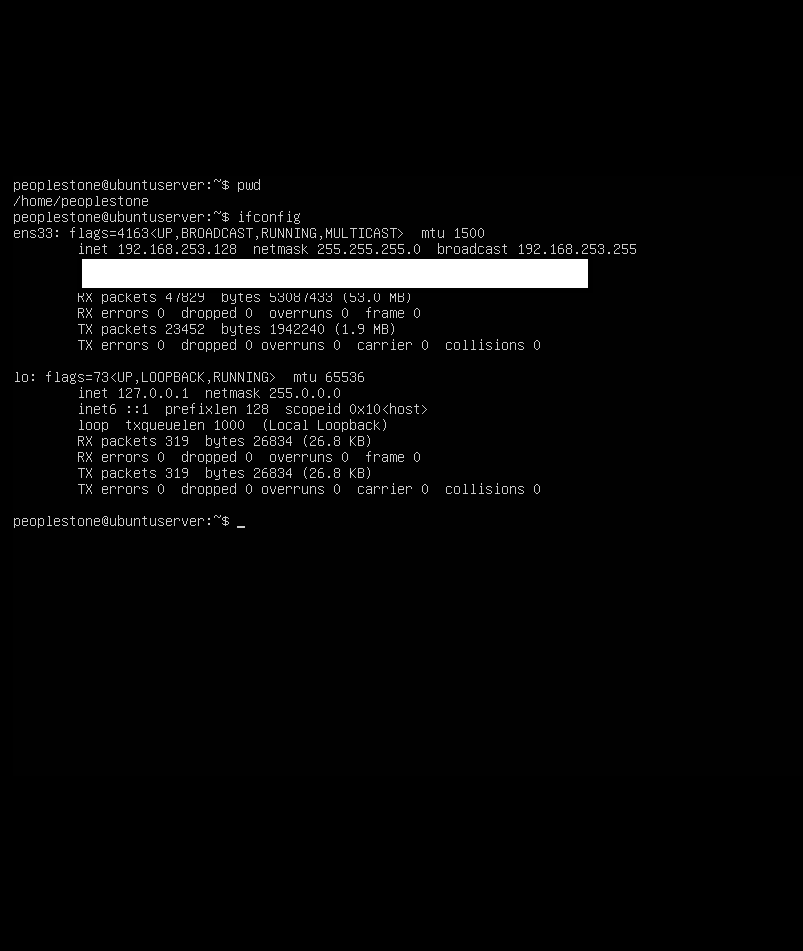 peoplestone@ubuntuserver:~$ pwd
/home/peoplestone
peoplestone@ubuntuserver:~$ ifconfig
ens33: flags=4163<UP,BROADCAST,RUNNING,MULTICAST>  mtu 1500
        inet 192.168.253.128  netmask 255.255.255.0  broadcast 192.168.253.255
        RX packets 47829  bytes 53087433 (53.0 MB)
        RX errors 0  dropped 0  overruns 0  frame 0
        TX packets 23452  bytes 1942240 (1.9 MB)
        TX errors 0  dropped 0 overruns 0  carrier 0  collisions 0
lo: flags=73<UP,LOOPBACK,RUNNING>  mtu 65536
        inet 127.0.0.1  netmask 255.0.0.0
        inet6 ::1  prefixlen 128  scopeid 0x10<host>
        loop  txqueuelen 1000  (Local Loopback)
        RX packets 319  bytes 26834 (26.8 KB)
        RX errors 0  dropped 0  overruns 0  frame 0
        TX packets 319  bytes 26834 (26.8 KB)
        TX errors 0  dropped 0 overruns 0  carrier 0  collisions 0
peoplestone@ubuntuserver:~$ _